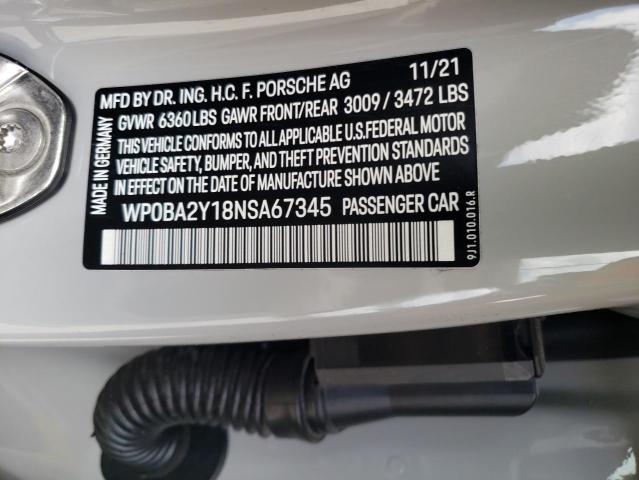 MFD BY DR. ING. H.C. F. PORSCHE AG 11/21
GVWR 6360 LBS GAWR FRONT/REAR 3009 / 3472 LBS
THIS VEHICLE CONFORMS TO ALL APPLICABLE U.S. FEDERAL MOTOR
VEHICLE SAFETY, BUMPER, AND THEFT PREVENTION STANDARDS
IN EFFECT ON THE DATE OF MANUFACTURE SHOWN ABOVE
WP0BA2Y18NSA67345 PASSENGER CAR
MADE IN GERMANY
9J1.010.016.R